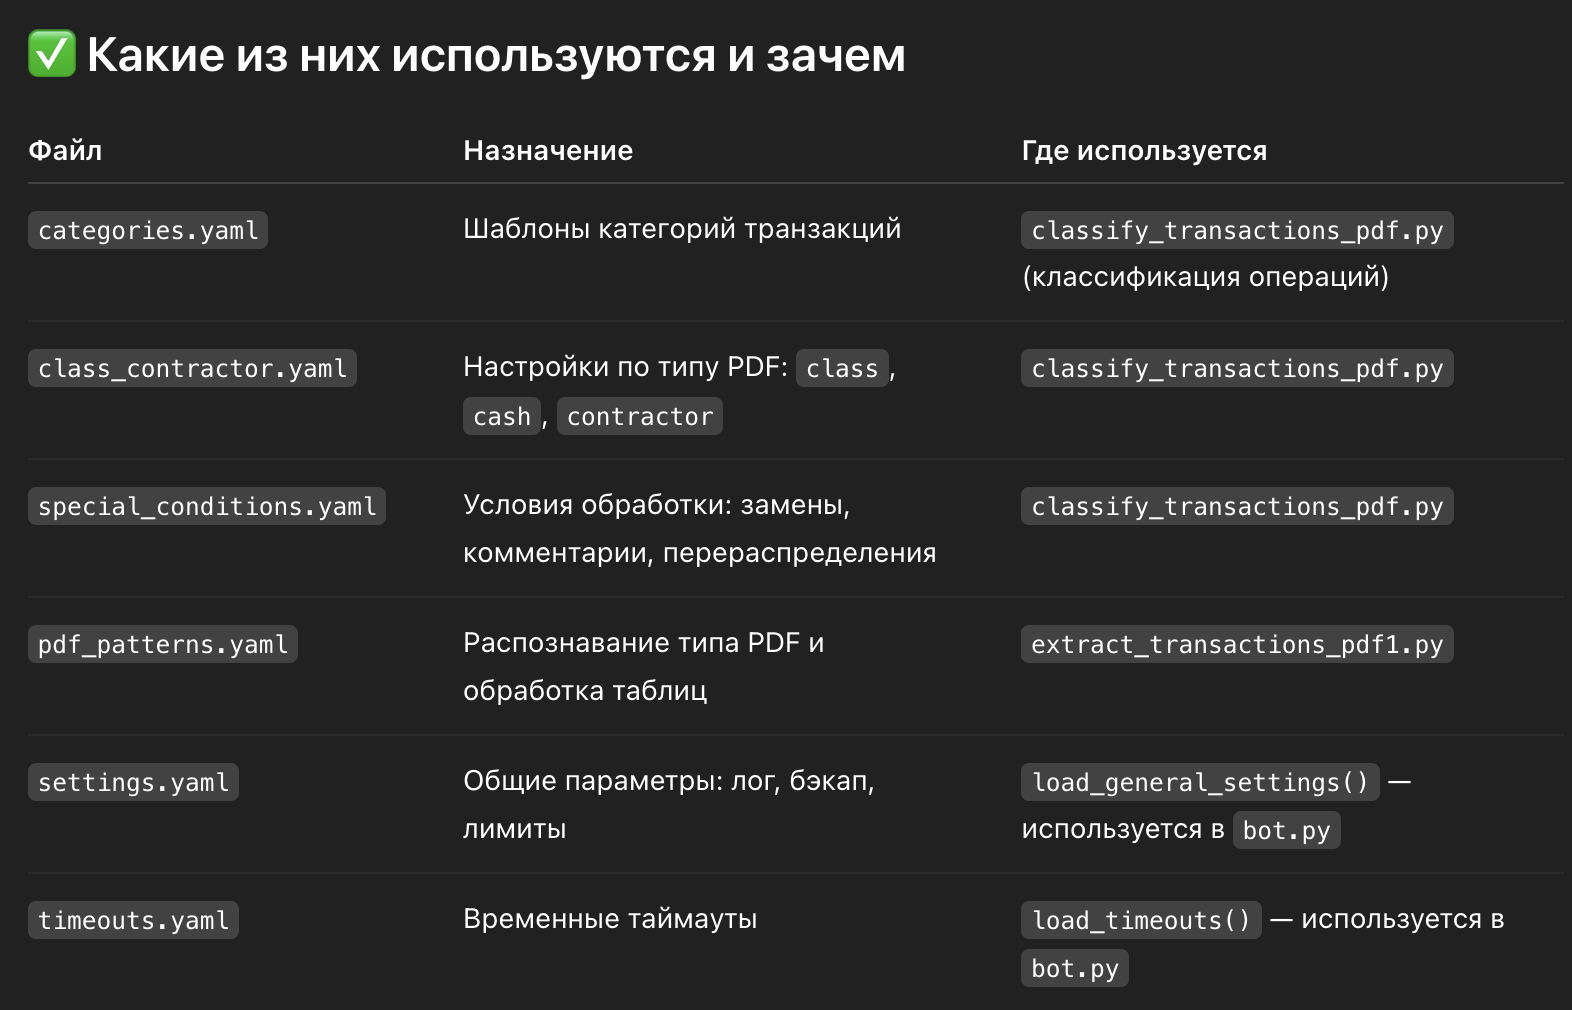 ✅ Какие из них используются и зачем
Файл Назначение Где используется
categories.yaml Шаблоны категорий транзакций classify_transactions_pdf.py
(классификация операций)
class_contractor.yaml Настройки по типу PDF: class, classify_transactions_pdf.py
cash, contractor
special_conditions.yaml Условия обработки: замены, classify_transactions_pdf.py
комментарии, перераспределения
pdf_patterns.yaml Распознавание типа PDF и extract_transactions_pdf1.py
обработка таблиц
settings.yaml Общие параметры: лог, бэкап, load_general_settings() —
лимиты используется в bot.py
timeouts.yaml Временные таймауты load_timeouts() — используется в
bot.py